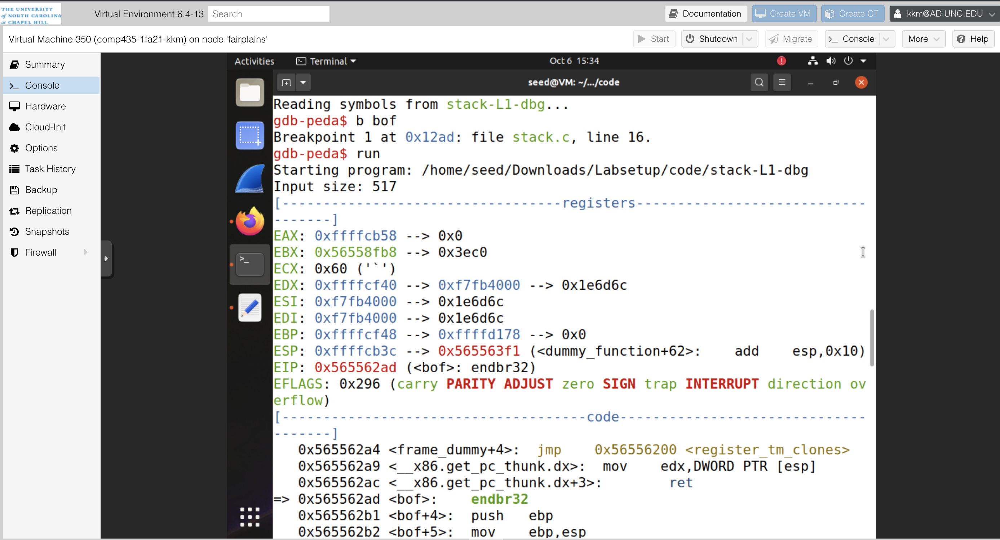 THE UNIVERSITY
of NORTH CAROLINA
at CHAPEL HILL
Virtual Environment 6.4-13
Search
Documentation
Create VM
Create CT
kkm@AD.UNC.EDU
Virtual Machine 350 (comp435-1fa21-kkm) on node 'fairplains'
Start
Shutdown
Migrate
>_ Console
More
Help
Summary
>_ Console
Hardware
Cloud-Init
Options
Task History
Backup
Replication
Snapshots
Firewall
Activities
Terminal
Oct 6 15:34
seed@VM: ~/.../code
Reading symbols from stack-L1-dbg...
gdb-peda$ b bof
Breakpoint 1 at 0x12ad: file stack.c, line 16.
gdb-peda$ run
Starting program: /home/seed/Downloads/Labsetup/code/stack-L1-dbg
Input size: 517
[----------------------------------registers----------------------------
-------]
EAX: 0xffffcb58 --> 0x0
EBX: 0x56558fb8 --> 0x3ec0
ECX: 0x60 ('`')
EDX: 0xffffcf40 --> 0xf7fb4000 --> 0x1e6d6c
ESI: 0xf7fb4000 --> 0x1e6d6c
EDI: 0xf7fb4000 --> 0x1e6d6c
EBP: 0xffffcf48 --> 0xffffd178 --> 0x0
ESP: 0xffffcb3c --> 0x565563f1 (<dummy_function+62>:    add    esp,0x10)
EIP: 0x565562ad (<bof>: endbr32)
EFLAGS: 0x296 (carry PARITY ADJUST zero SIGN trap INTERRUPT direction ov
erflow)
[-------------------------------------code------------------------------
-------]
   0x565562a4 <frame_dummy+4>:  jmp    0x56556200 <register_tm_clones>
   0x565562a9 <__x86.get_pc_thunk.dx>:  mov    edx,DWORD PTR [esp]
   0x565562ac <__x86.get_pc_thunk.dx+3>:        ret
=> 0x565562ad <bof>:    endbr32
   0x565562b1 <bof+4>:  push   ebp
   0x565562b2 <bof+5>:  mov    ebp,esp